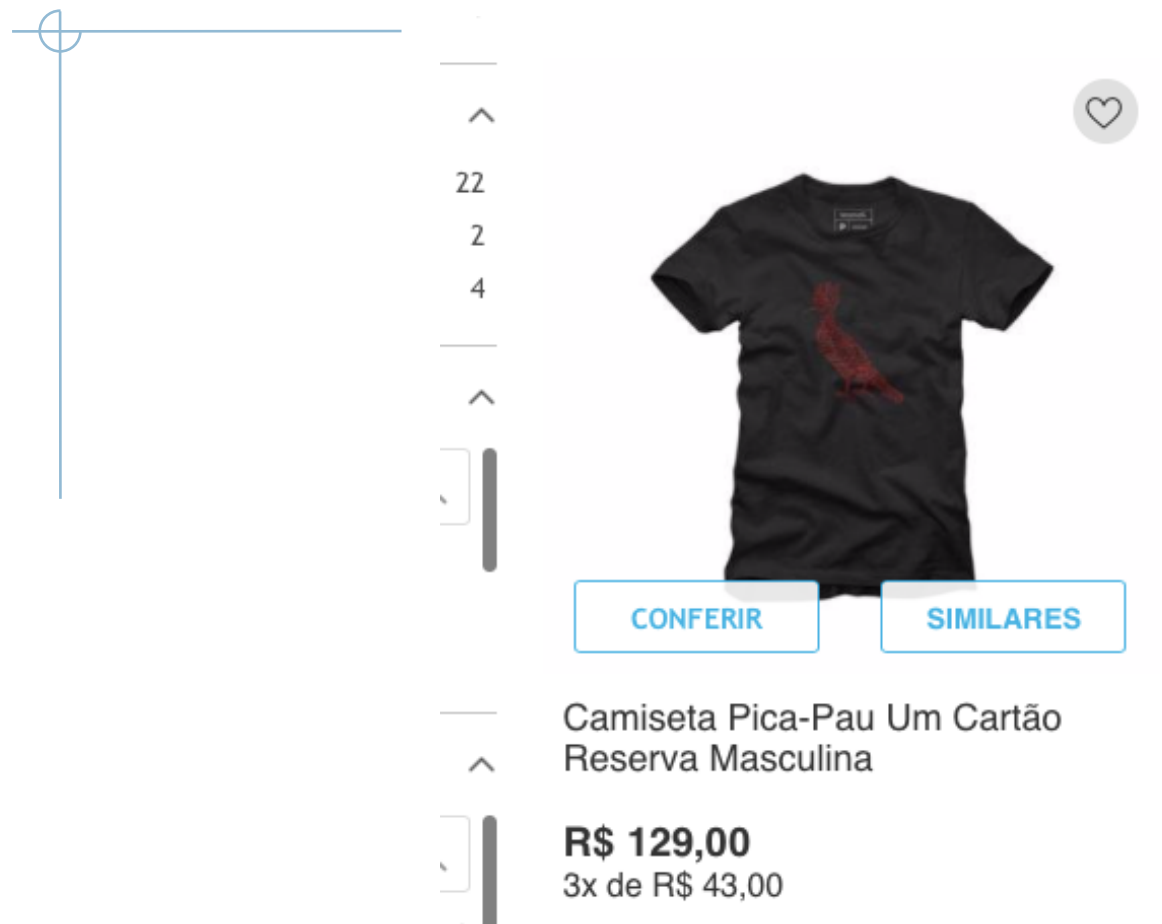 22
2
4
CONFERIR
SIMILARES
Camiseta Pica-Pau Um Cartão
Reserva Masculina
R$ 129,00
3x de R$ 43,00